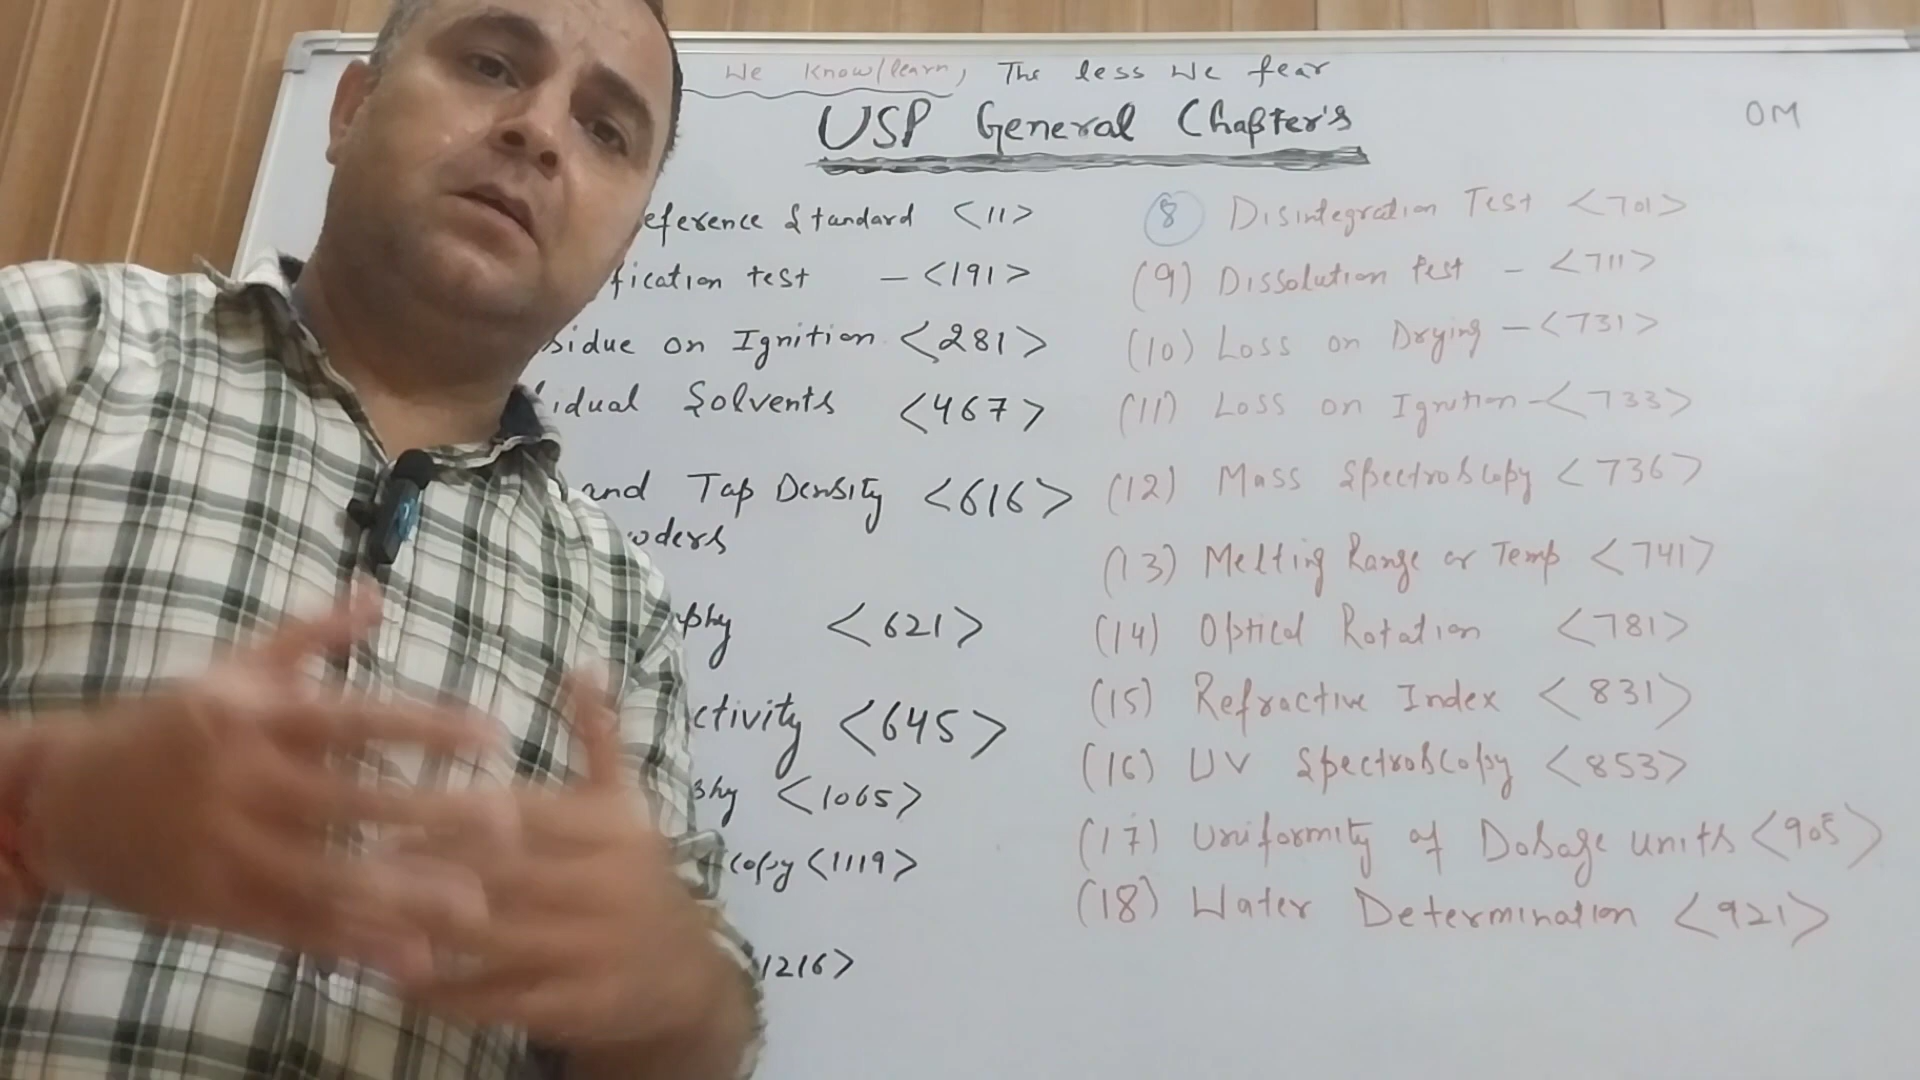 We know/learn, The less we fear
USP General Chapter's
OM
eference Standard <11>
fication test - <191>
sidue on Ignition <281>
idual Solvents <467>
and Tap Density <616>
oders
phy <621>
ctivity <645>
phy <1065>
copy <1119>
1216>
8 Disintegration Test <701>
(9) Dissolution test - <711>
(10) Loss on Drying - <731>
(11) Loss on Ignition - <733>
(12) Mass Spectroscopy <736>
(13) Melting Range or Temp <741>
(14) Optical Rotation <781>
(15) Refractive Index <831>
(16) UV Spectroscopy <853>
(17) Uniformity of Dosage units <905>
(18) Water Determination <921>